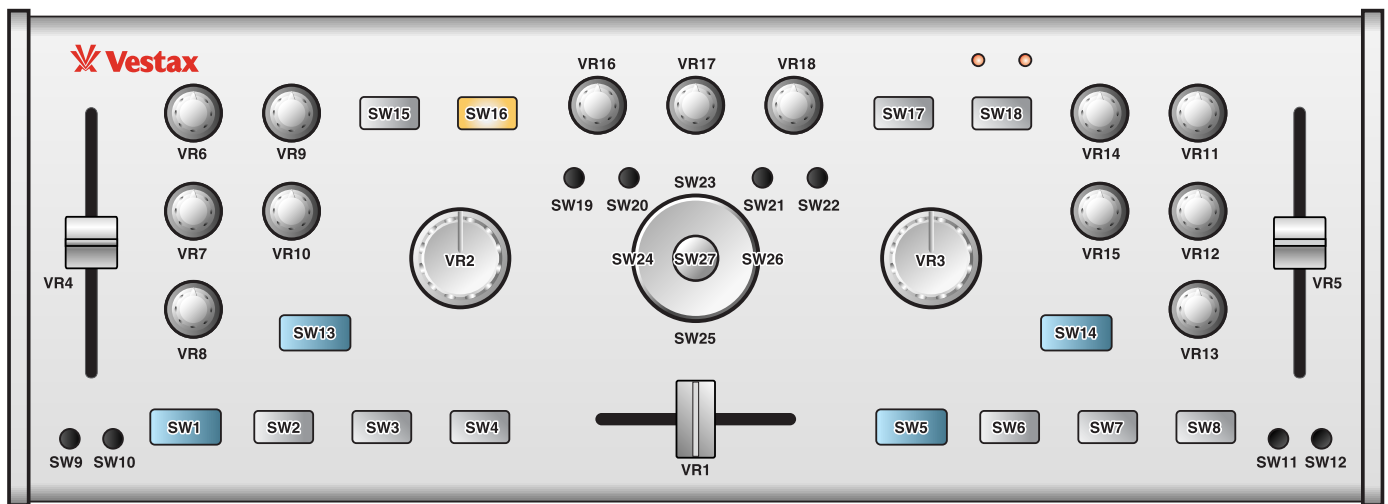 Vestax
VR16 VR17 VR18
SW15 SW16 SW17 SW18
VR6 VR9 VR14 VR11
SW23
SW19 SW20 SW21 SW22
VR7 VR10 VR15 VR12
VR2 SW24 SW27 SW26 VR3
VR4 VR5
SW13 SW14
SW25
VR8 VR13
SW1 SW2 SW3 SW4 SW5 SW6 SW7 SW8
SW9 SW10 SW11 SW12
VR1